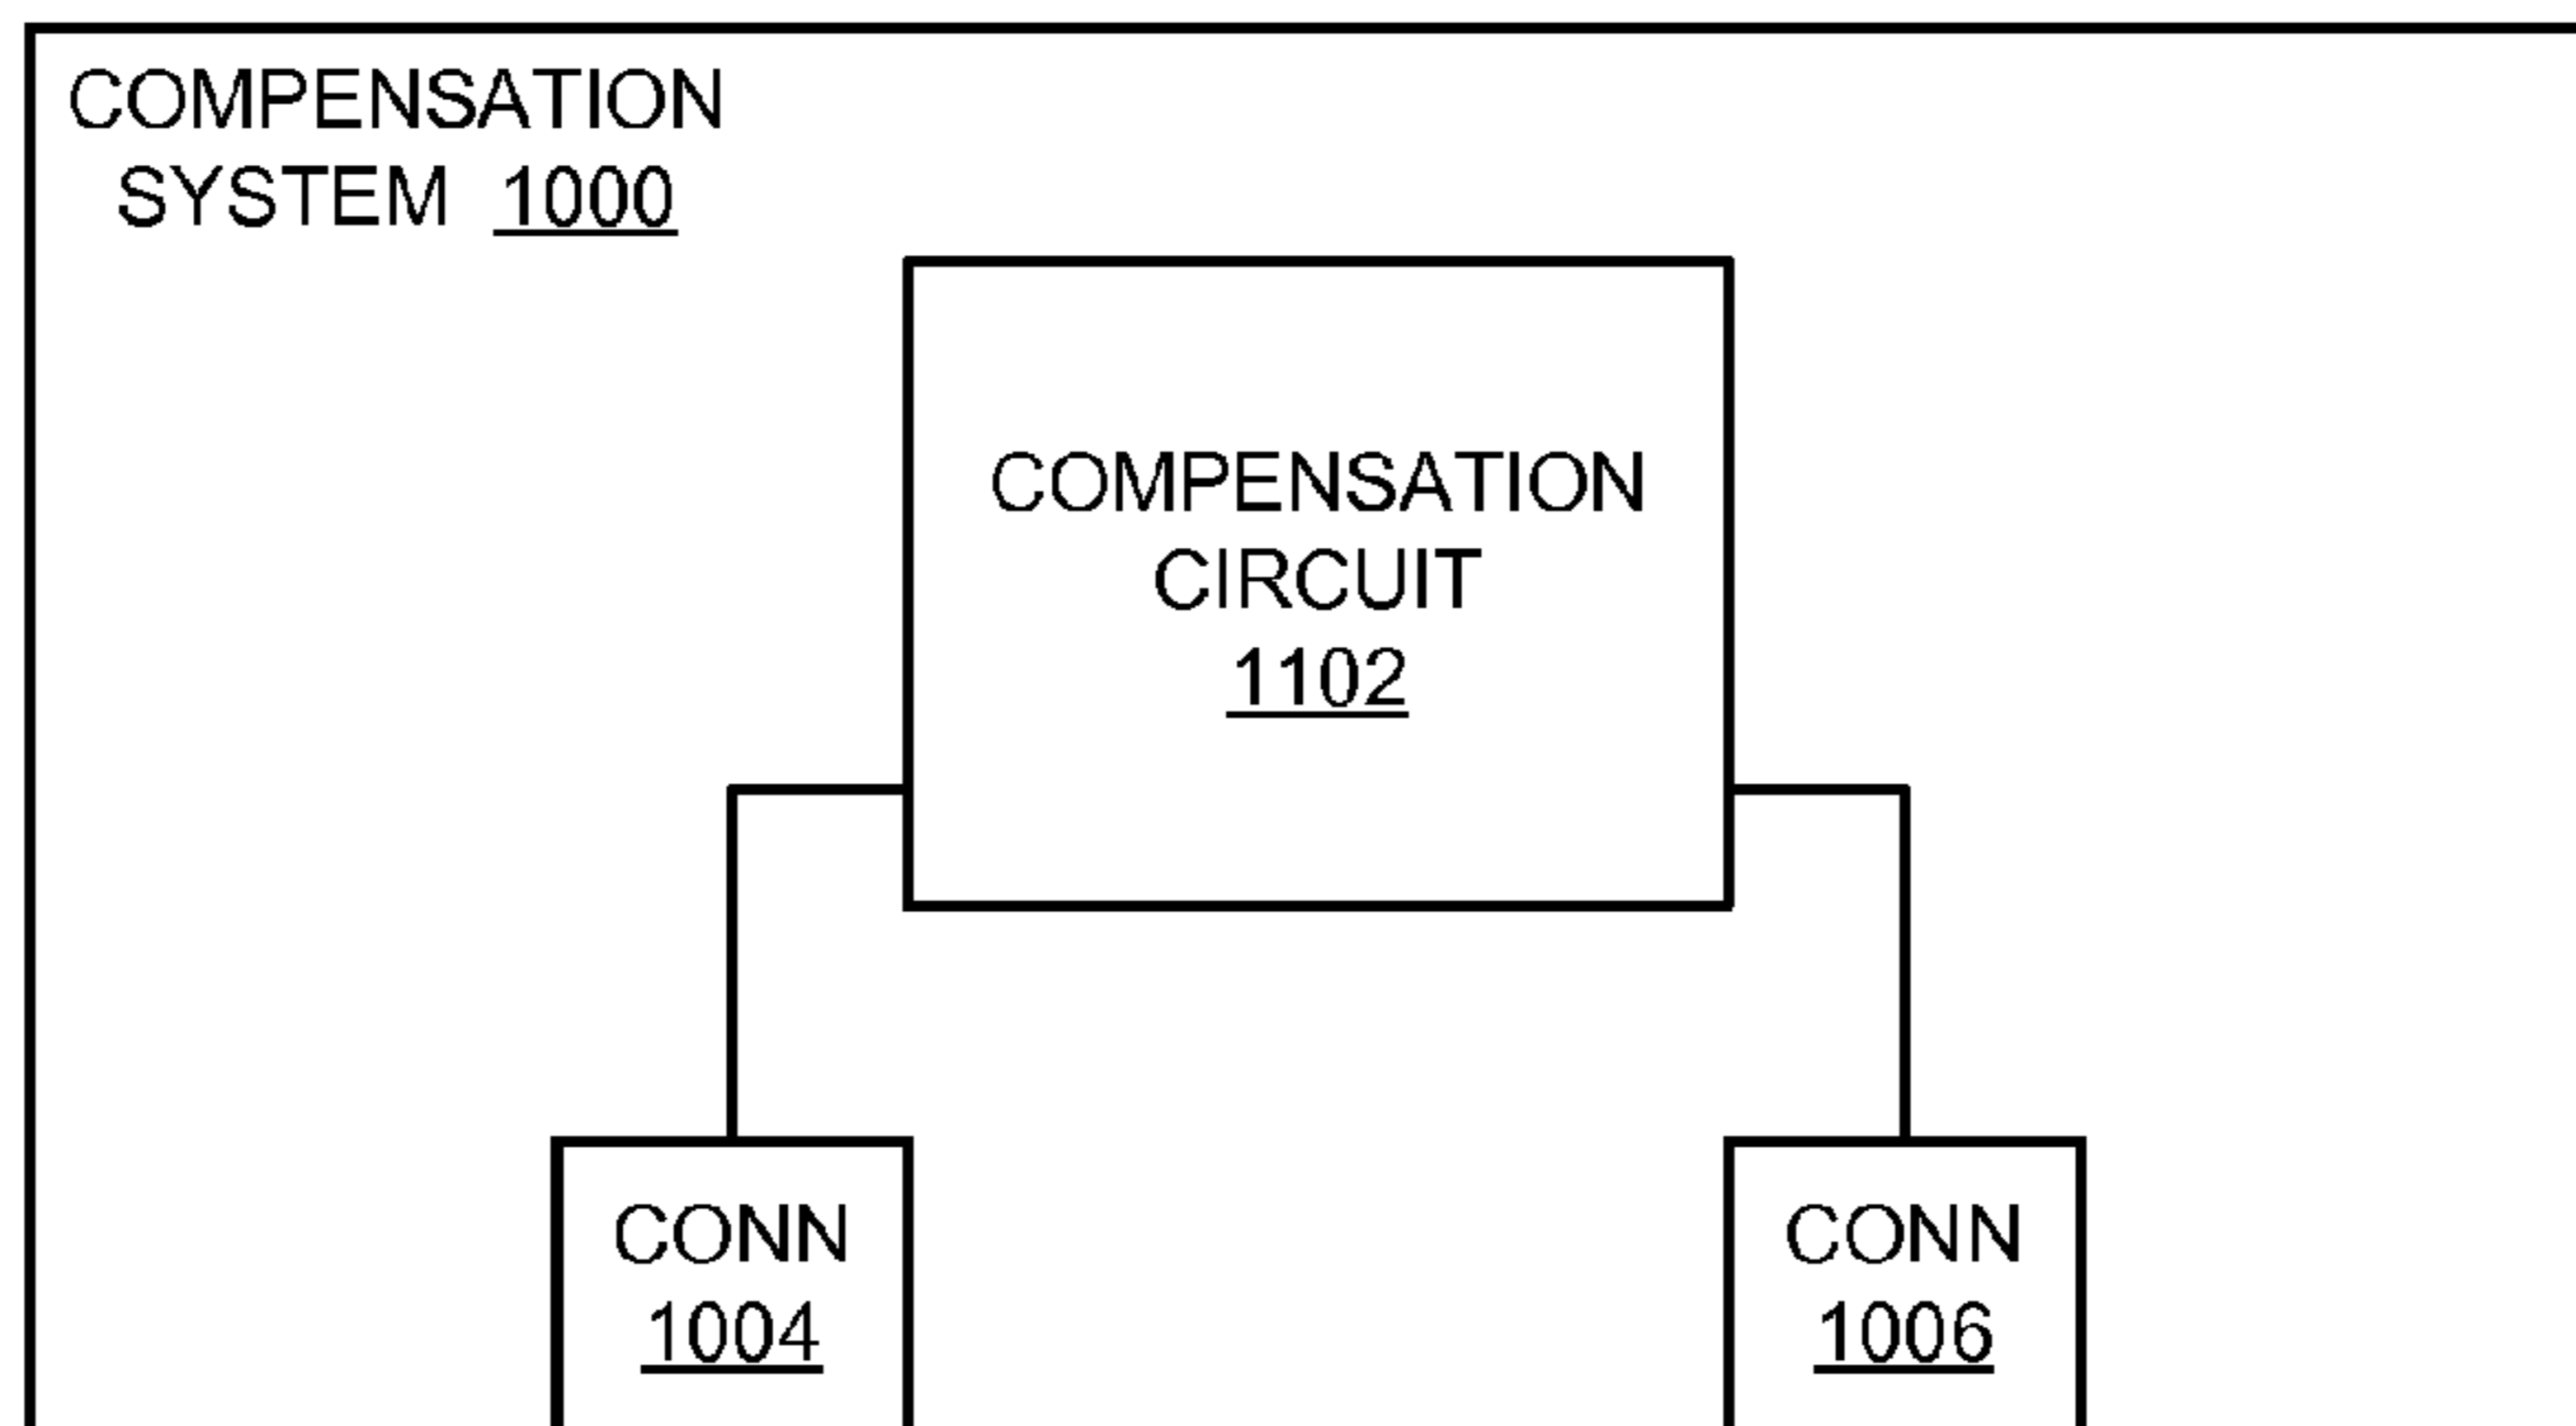 COMPENSATION
SYSTEM 1000
COMPENSATION
CIRCUIT
1102
CONN
1004
CONN
1006